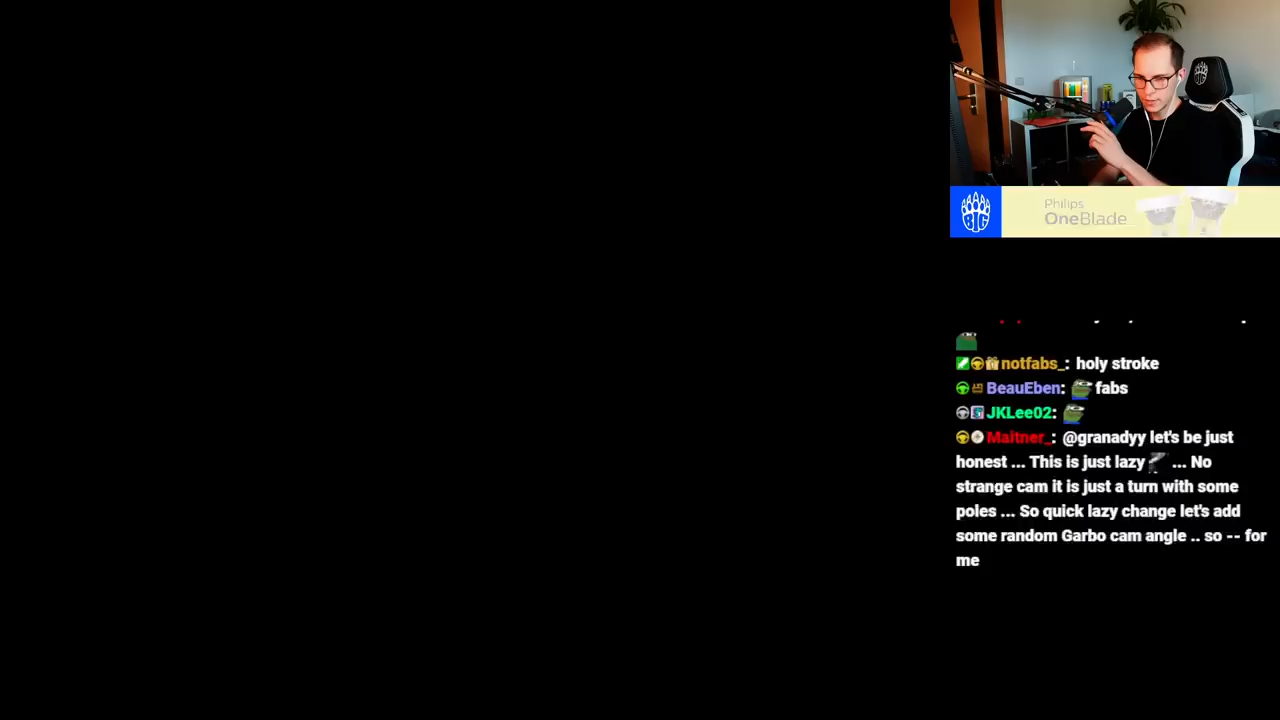 Philips
OneBlade
BIG
notfabs_: holy stroke
BeauEben: fabs
JKLee02:
Maitner_: @granadyy let's be just
honest ... This is just lazy ... No
strange cam it is just a turn with some
poles ... So quick lazy change let's add
some random Garbo cam angle .. so -- for
me